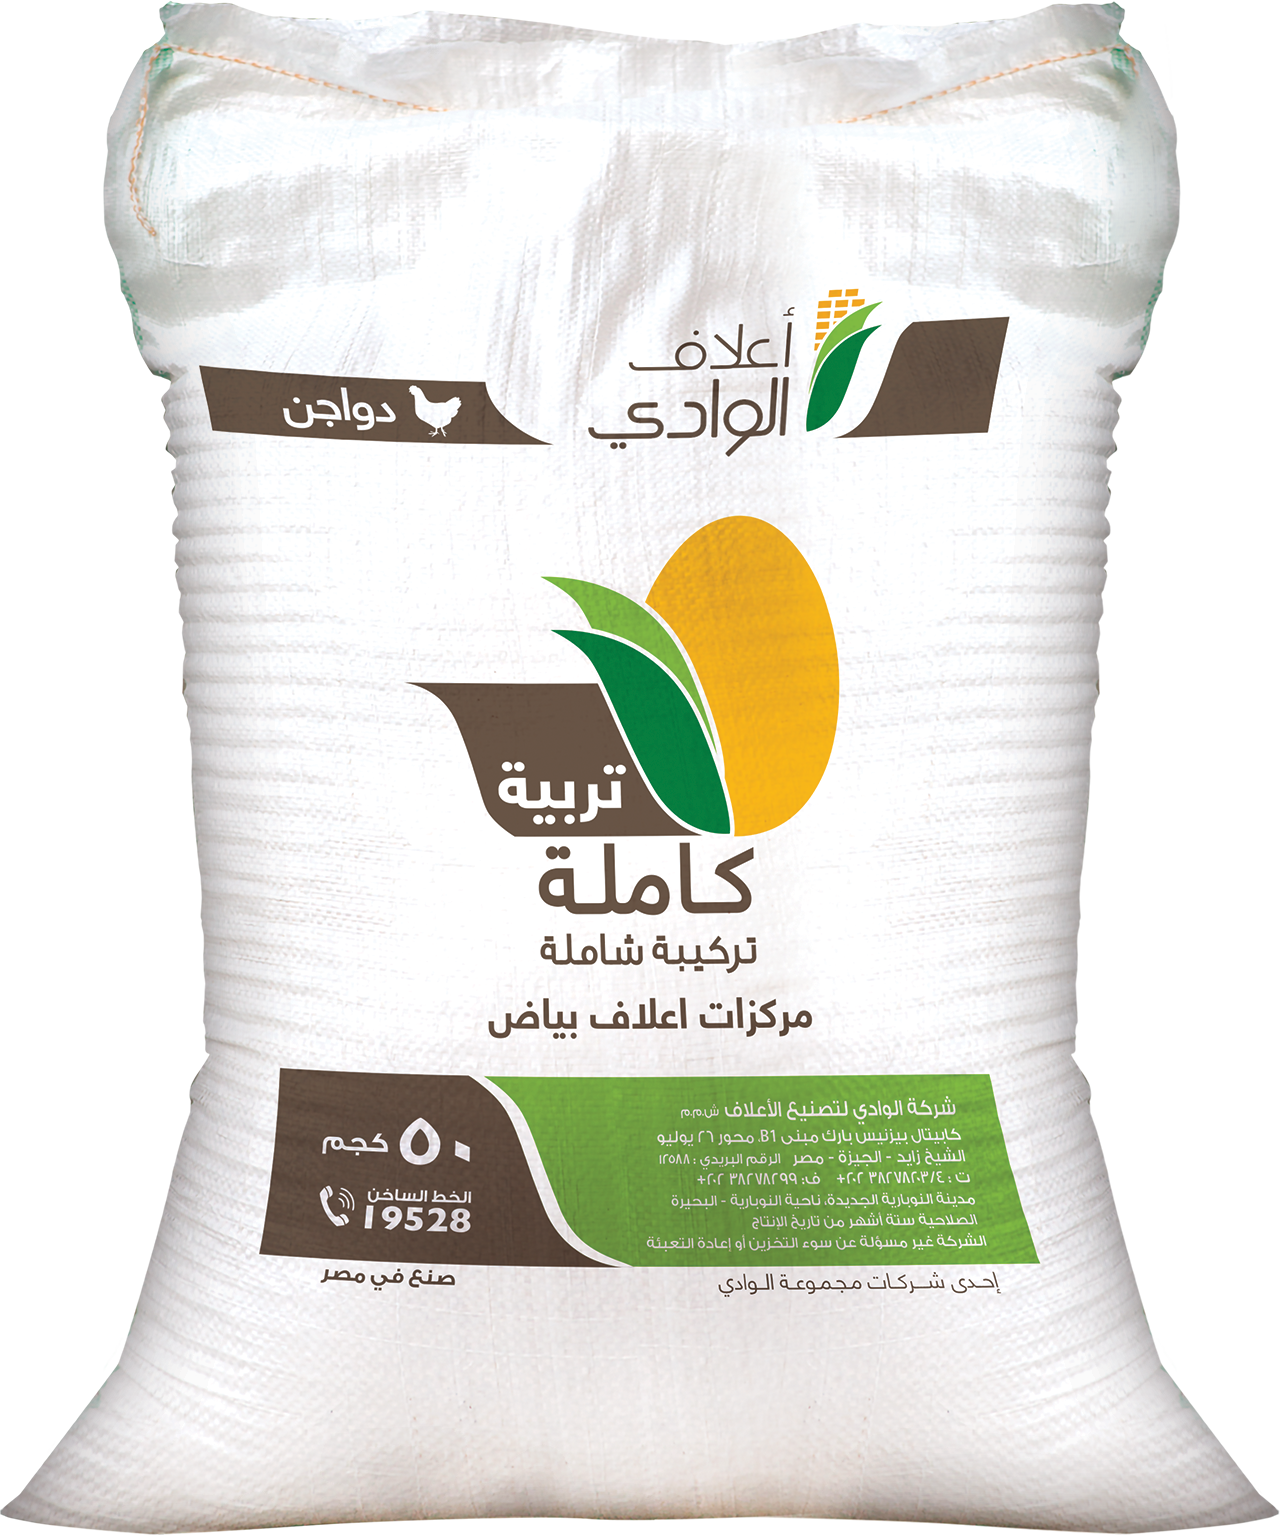 أعلاف
الوادي
دواجن
تربية
كاملة
تركيبة شاملة
مركزات اعلاف بياض
شركة الوادي لتصنيع الأعلاف ش.م.م
كابيتال بيزنيس بارك مبنى B1، محور ٢٦ يوليو
الشيخ زايد - الجيزة - مصر الرقم البريدي : ١٢٥٨٨
ت : ٣٨٢٧٨٢٠٣/٤ ٢٠٢+ ف: ٣٨٢٧٨٢٩٩ ٢٠٢+
مدينة النوبارية الجديدة، ناحية النوبارية - البحيرة
الصلاحية ستة أشهر من تاريخ الإنتاج
الشركة غير مسؤلة عن سوء التخزين أو إعادة التعبئة
٥٠ كجم
الخط الساخن
19528
إحدى شركات مجموعة الوادي
صنع في مصر